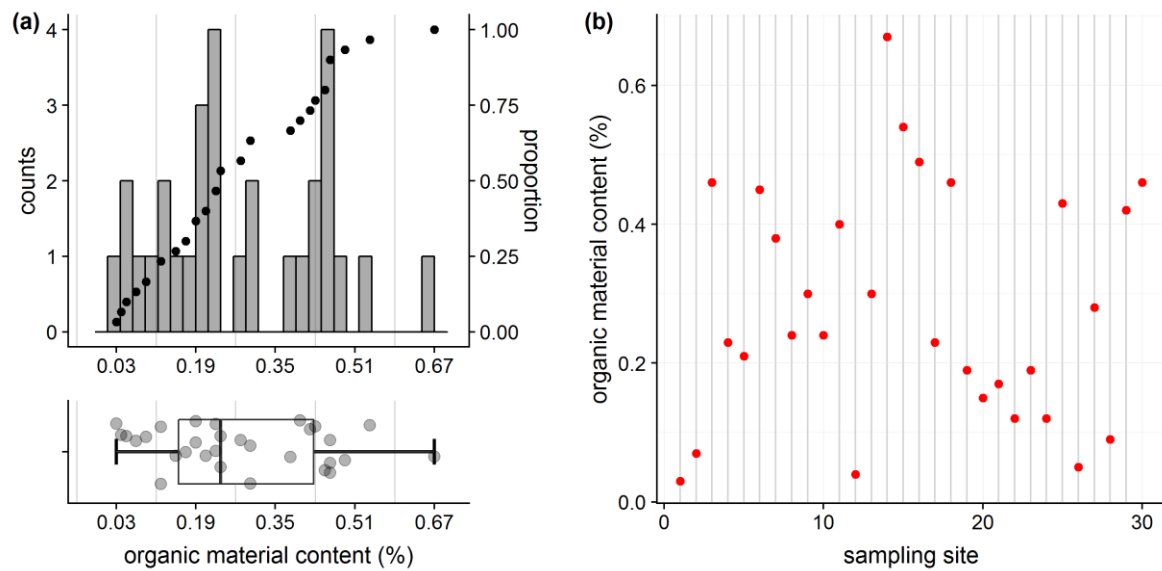 (a)
4
3
2
1
0
counts
1.00
0.75
0.50
0.25
0.00
proportion
0.03 0.19 0.35 0.51 0.67
0.03 0.19 0.35 0.51 0.67
organic material content (%)
(b)
0.6
0.4
0.2
0.0
organic material content (%)
0 10 20 30
sampling site